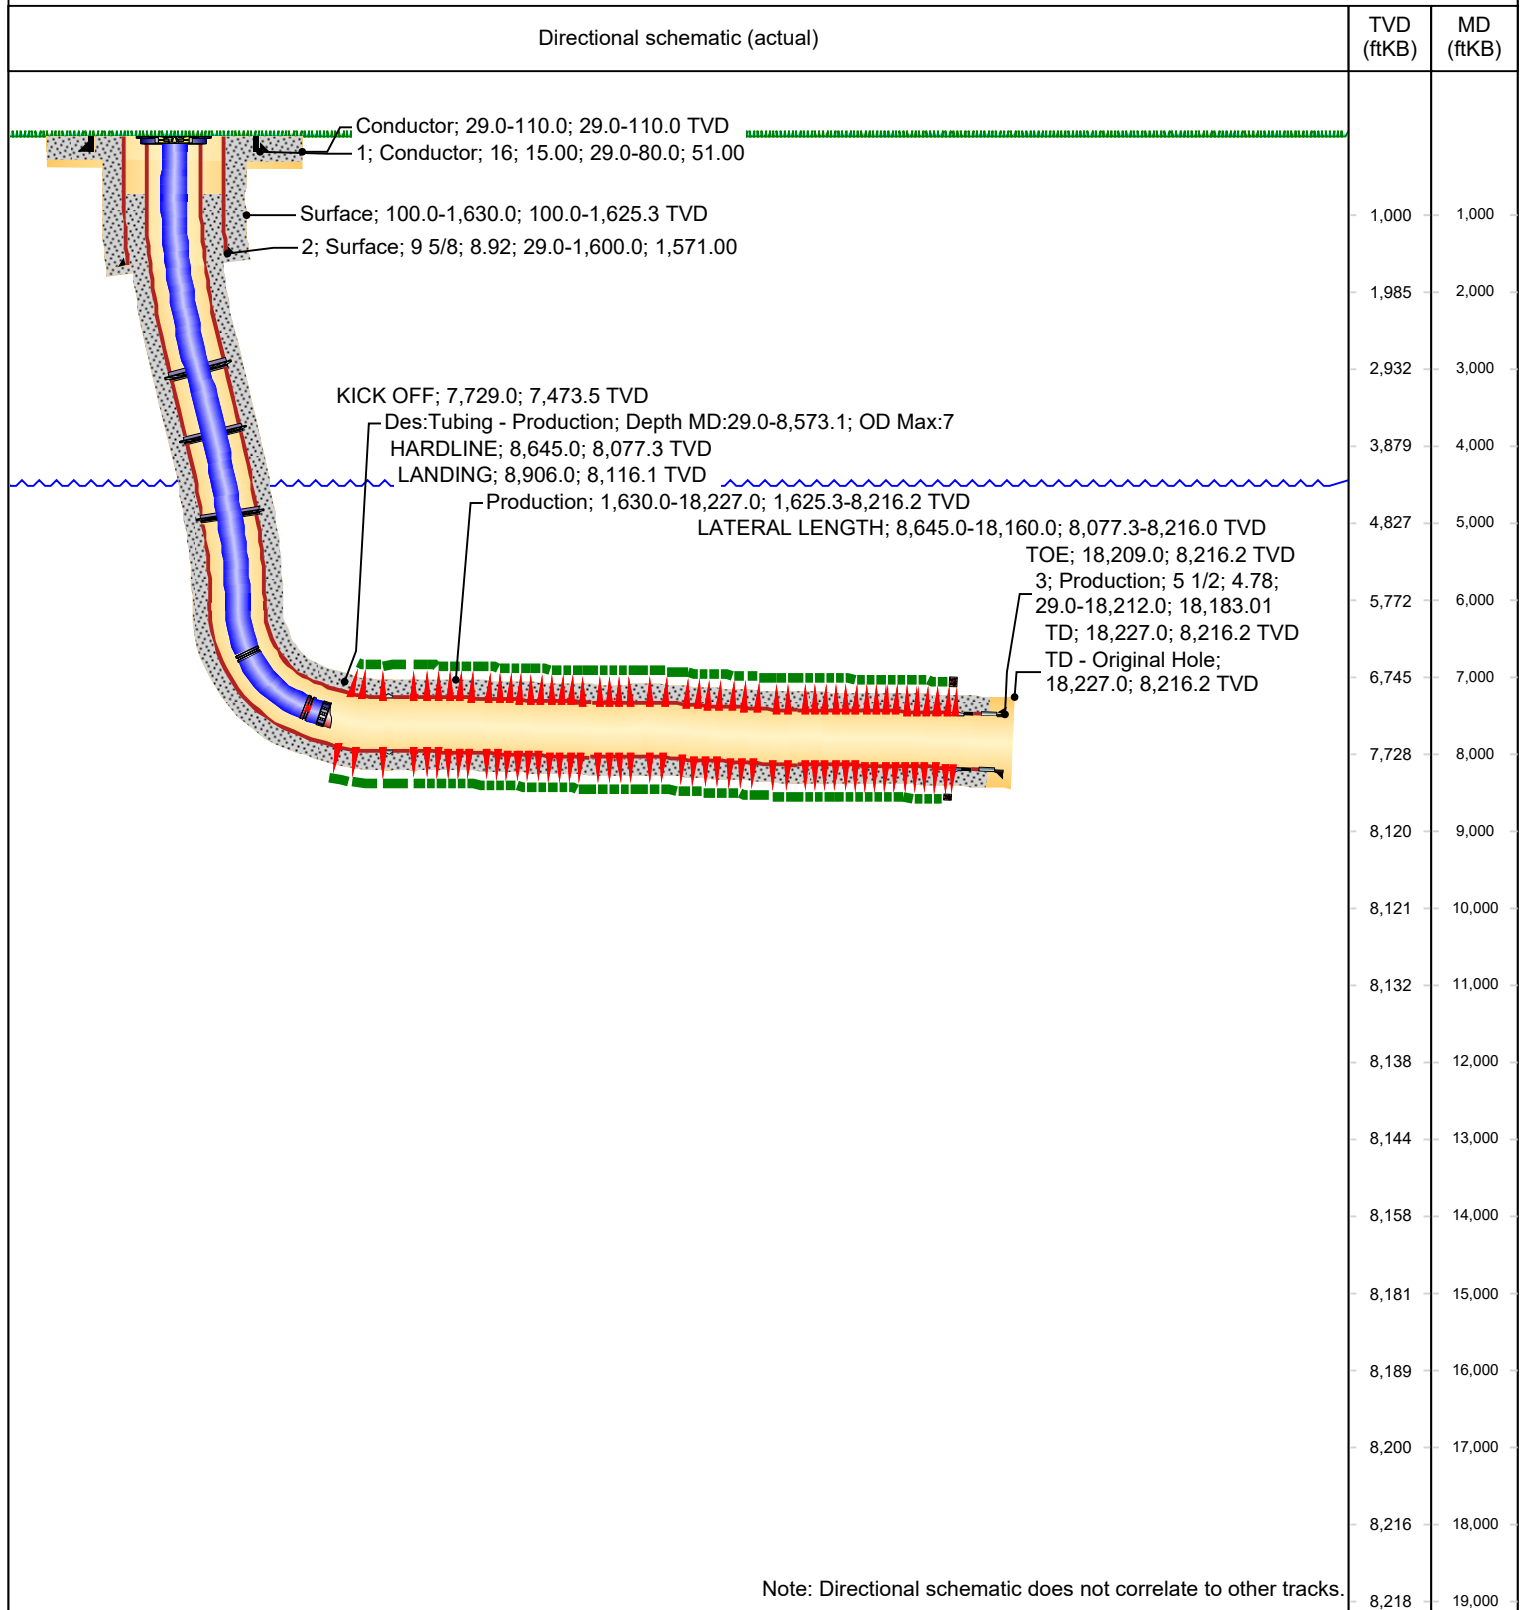 Directional schematic (actual)
TVD
(ftKB)
MD
(ftKB)
Conductor; 29.0-110.0; 29.0-110.0 TVD
1; Conductor; 16; 15.00; 29.0-80.0; 51.00
Surface; 100.0-1,630.0; 100.0-1,625.3 TVD
2; Surface; 9 5/8; 8.92; 29.0-1,600.0; 1,571.00
KICK OFF; 7,729.0; 7,473.5 TVD
Des:Tubing - Production; Depth MD:29.0-8,573.1; OD Max:7
HARDLINE; 8,645.0; 8,077.3 TVD
LANDING; 8,906.0; 8,116.1 TVD
Production; 1,630.0-18,227.0; 1,625.3-8,216.2 TVD
LATERAL LENGTH; 8,645.0-18,160.0; 8,077.3-8,216.0 TVD
TOE; 18,209.0; 8,216.2 TVD
3; Production; 5 1/2; 4.78;
29.0-18,212.0; 18,183.01
TD; 18,227.0; 8,216.2 TVD
TD - Original Hole;
18,227.0; 8,216.2 TVD
1,000 1,000
1,985 2,000
2,932 3,000
3,879 4,000
4,827 5,000
5,772 6,000
6,745 7,000
7,728 8,000
8,120 9,000
8,121 10,000
8,132 11,000
8,138 12,000
8,144 13,000
8,158 14,000
8,181 15,000
8,189 16,000
8,200 17,000
8,216 18,000
8,218 19,000
Note: Directional schematic does not correlate to other tracks.